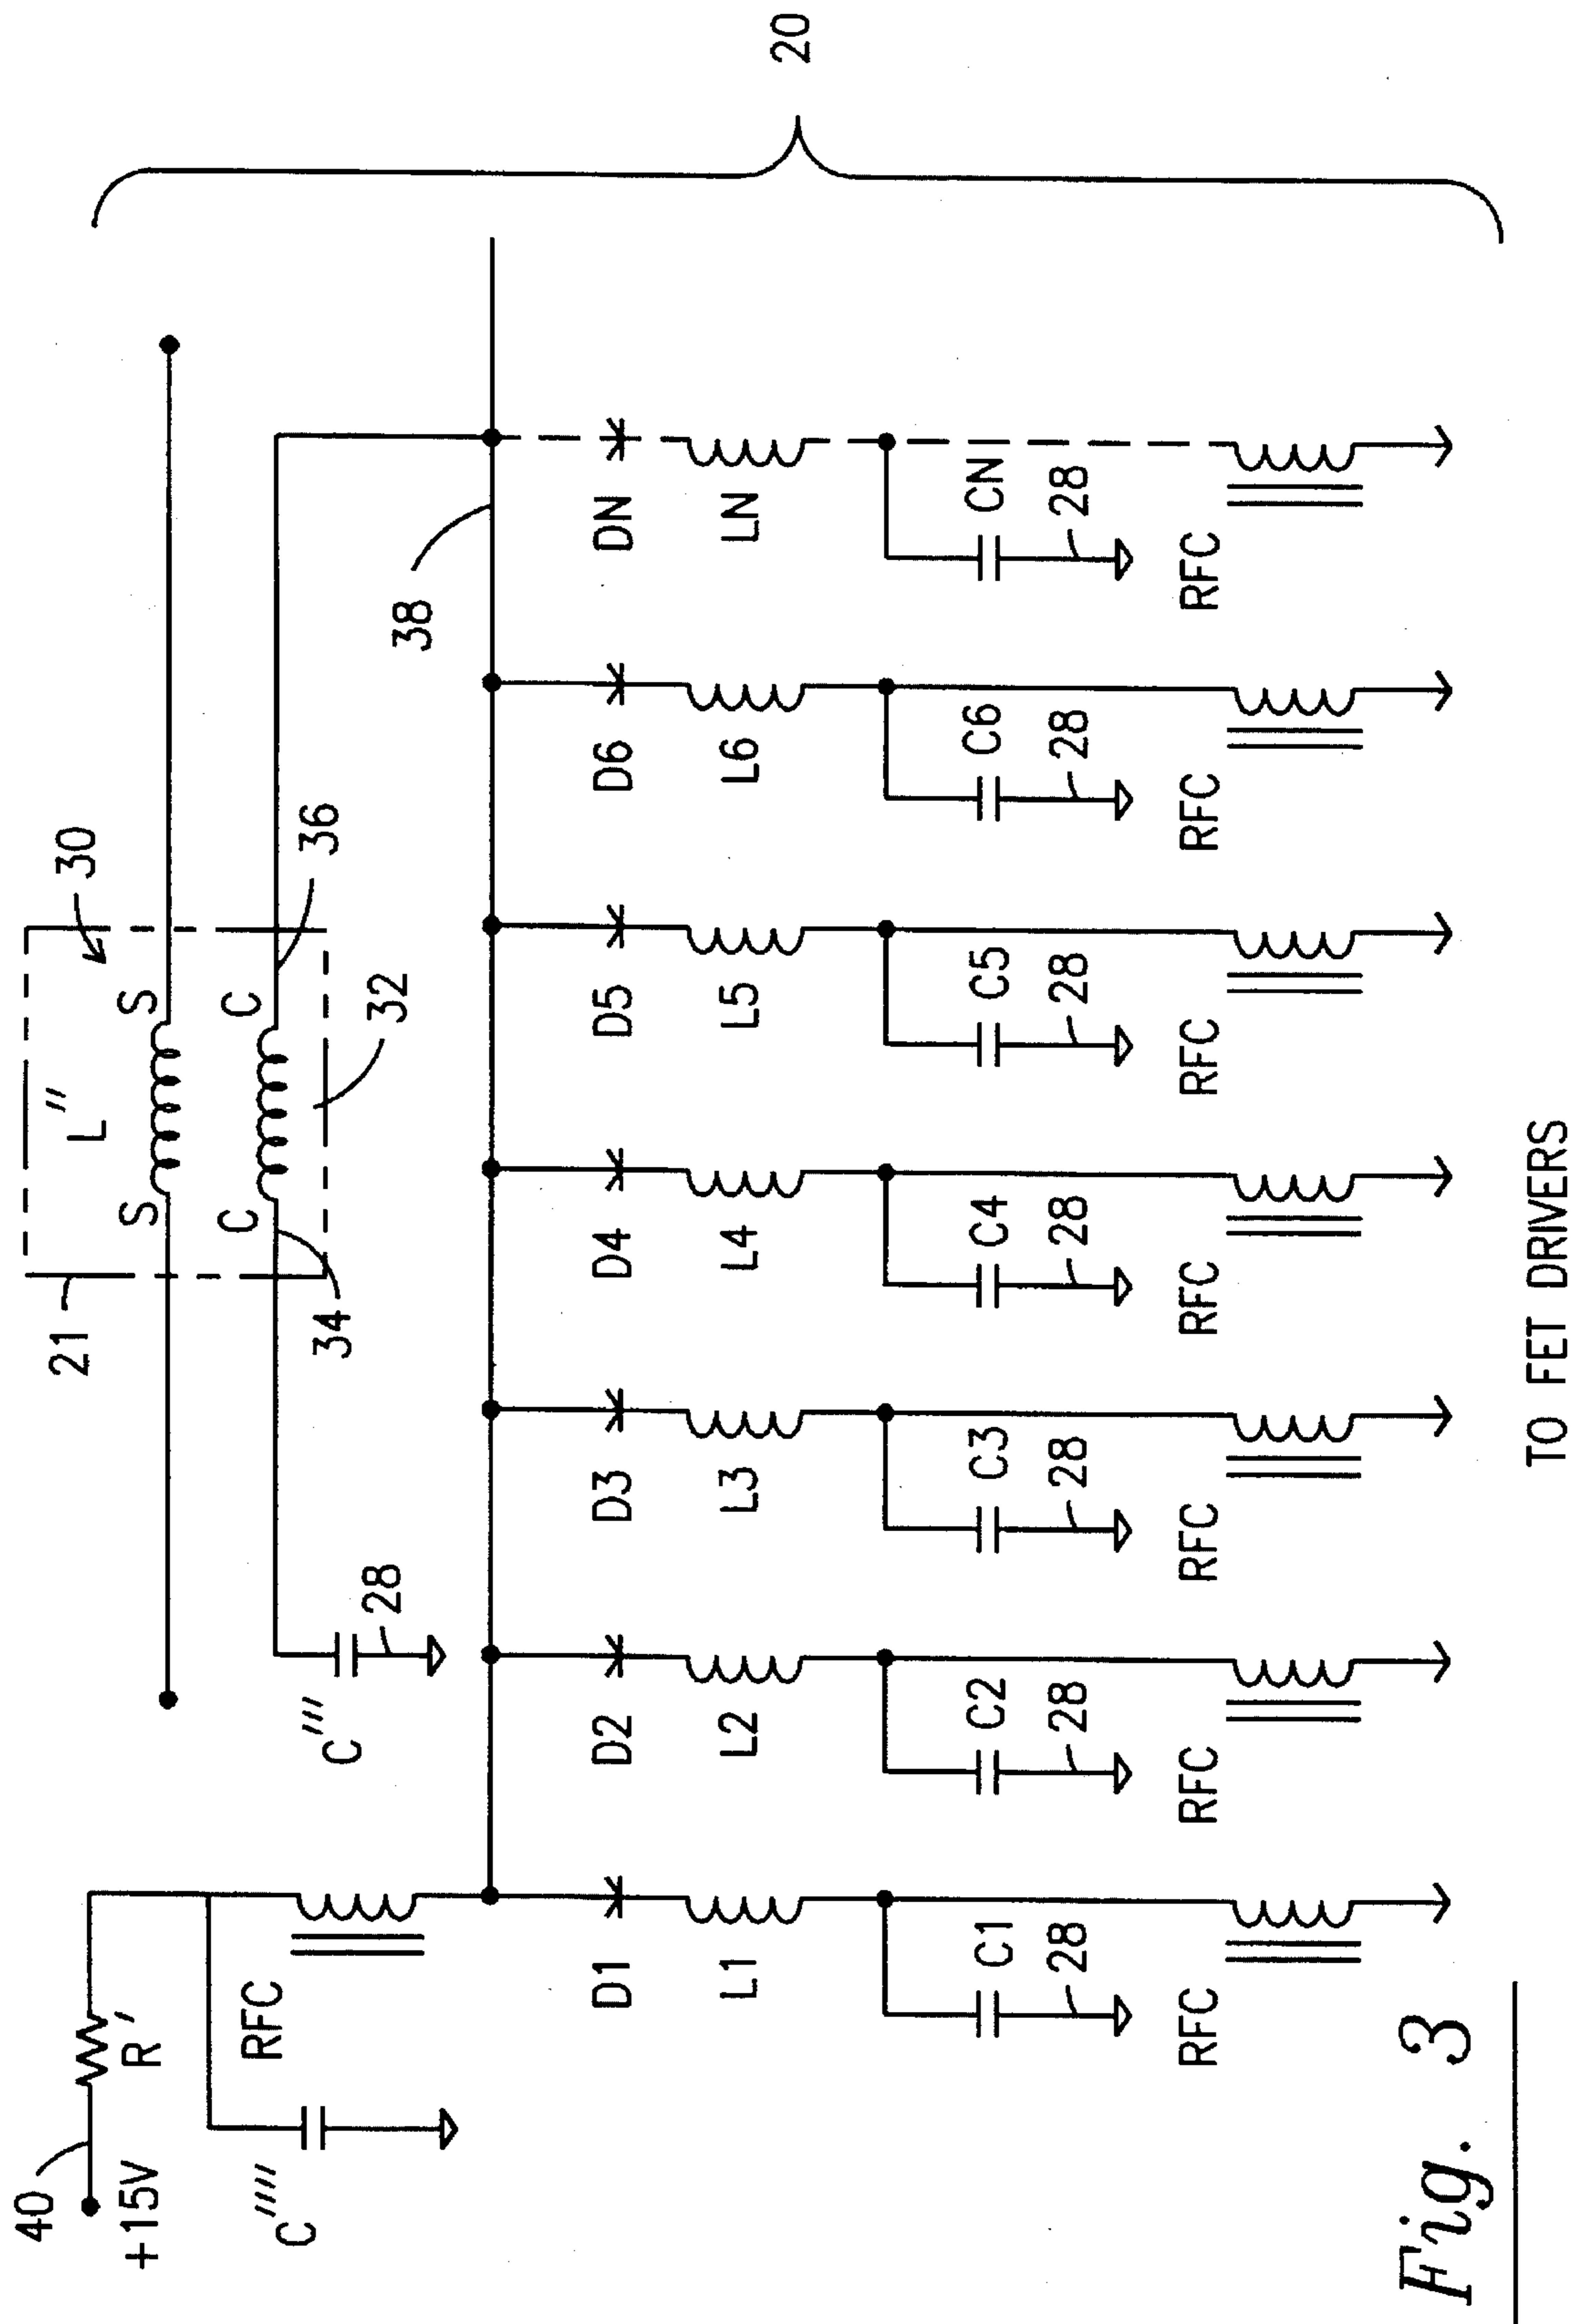 20
40
+15V
R'
C''''
RFC
21
L''
30
S
S
C
C
34
36
32
C'''
28
38
D1
D2
D3
D4
D5
D6
DN
L1
L2
L3
L4
L5
L6
LN
C1
C2
C3
C4
C5
C6
CN
28
28
28
28
28
28
28
RFC
RFC
RFC
RFC
RFC
RFC
RFC
TO FET DRIVERS
Fig. 3